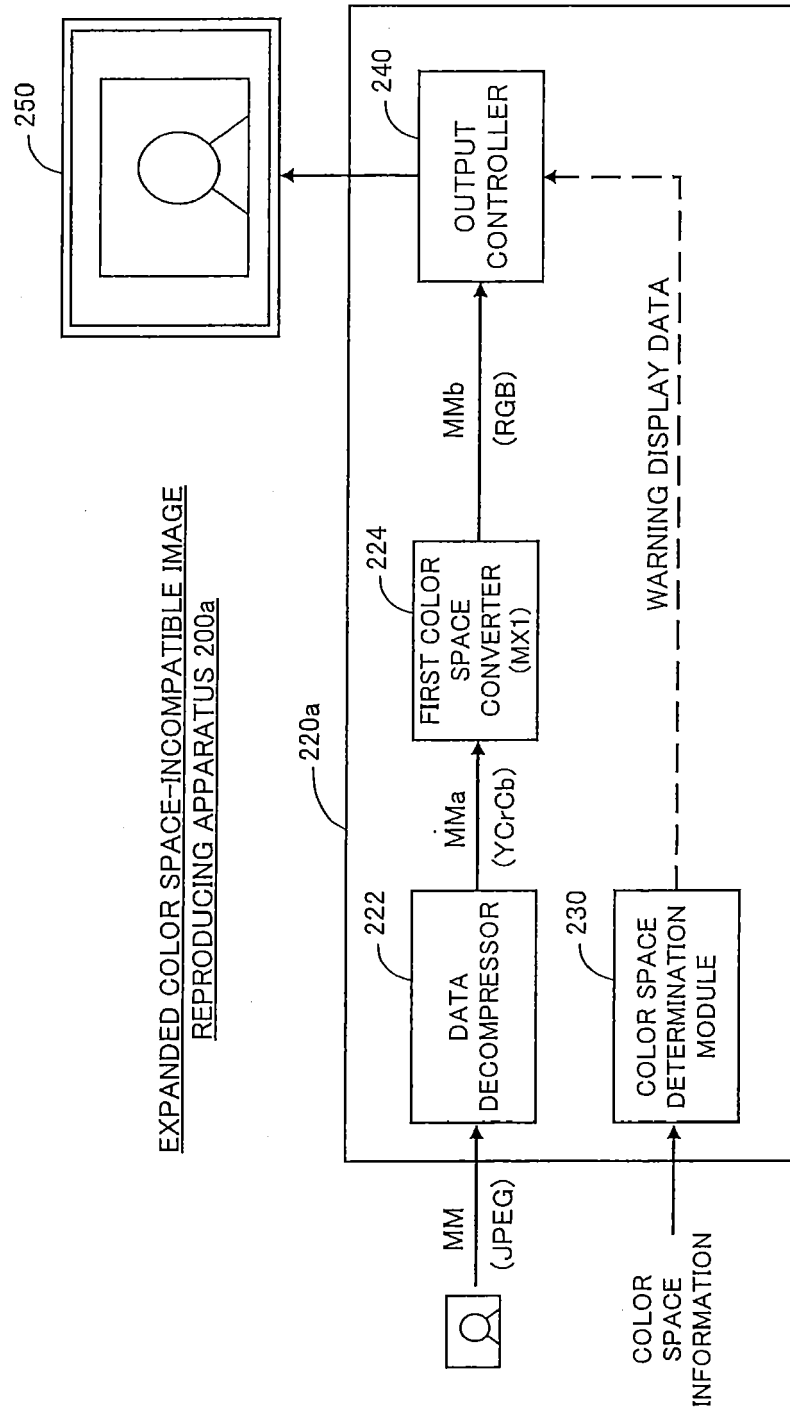 EXPANDED COLOR SPACE-INCOMPATIBLE IMAGE
REPRODUCING APPARATUS 200a
250
220a
MM
(JPEG)
222
DATA
DECOMPRESSOR
MMa
(YCrCb)
224
FIRST COLOR
SPACE
CONVERTER
(MX1)
MMb
(RGB)
240
OUTPUT
CONTROLLER
COLOR
SPACE
INFORMATION
230
COLOR SPACE
DETERMINATION
MODULE
WARNING DISPLAY DATA